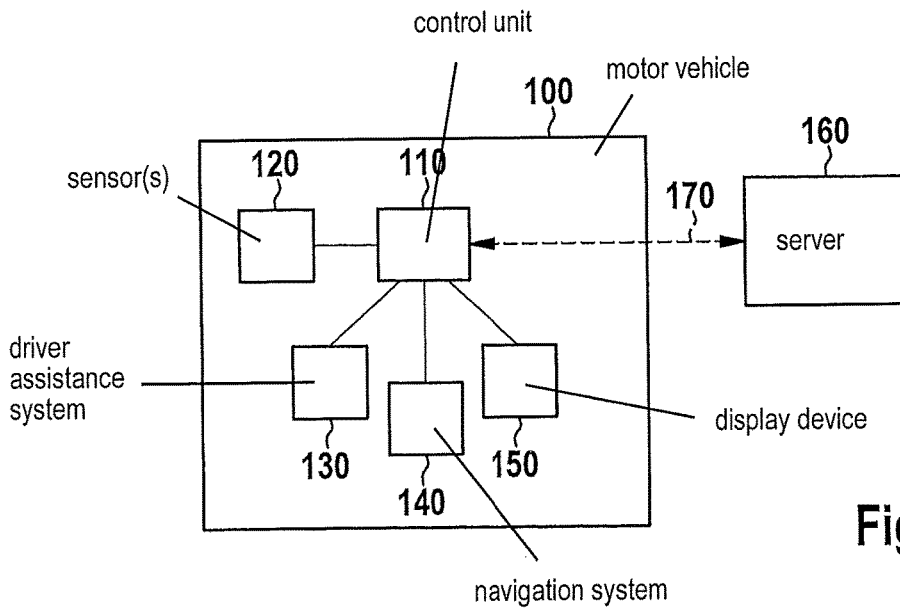 control unit
motor vehicle
100
160
sensor(s)
120
110
170
server
driver
assistance
system
130
140
150
display device
navigation system
Fig